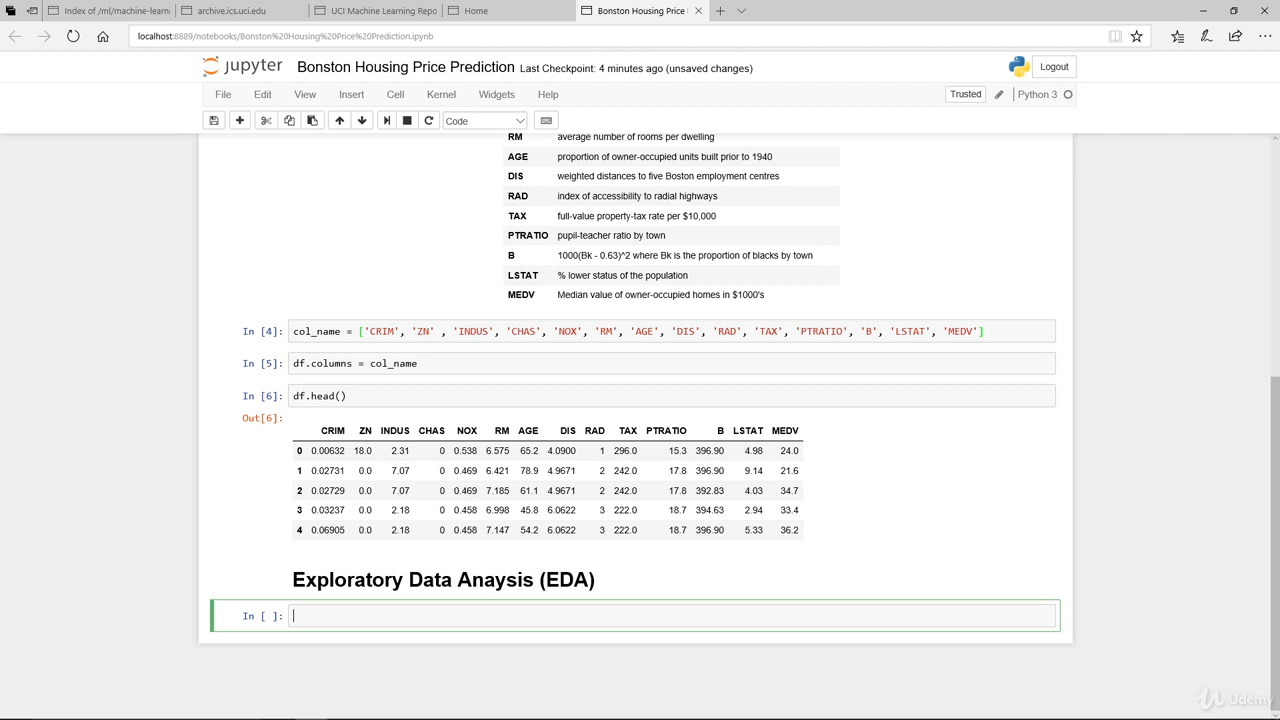 Index of /ml/machine-learni
archive.ics.uci.edu
UCI Machine Learning Repo
Home
Bonston Housing Price
localhost:8889/notebooks/Bonston%20Housing%20Price%20Prediction.ipynb
jupyter Bonston Housing Price Prediction Last Checkpoint: 4 minutes ago (unsaved changes) Logout
File Edit View Insert Cell Kernel Widgets Help Trusted Python 3
Code
RM average number of rooms per dwelling
AGE proportion of owner-occupied units built prior to 1940
DIS weighted distances to five Boston employment centres
RAD index of accessibility to radial highways
TAX full-value property-tax rate per $10,000
PTRATIO pupil-teacher ratio by town
B 1000(Bk - 0.63)^2 where Bk is the proportion of blacks by town
LSTAT % lower status of the population
MEDV Median value of owner-occupied homes in $1000's
In [4]: col_name = ['CRIM', 'ZN' , 'INDUS', 'CHAS', 'NOX', 'RM', 'AGE', 'DIS', 'RAD', 'TAX', 'PTRATIO', 'B', 'LSTAT', 'MEDV']
In [5]: df.columns = col_name
In [6]: df.head()
Out[6]:
CRIM ZN INDUS CHAS NOX RM AGE DIS RAD TAX PTRATIO B LSTAT MEDV
0 0.00632 18.0 2.31 0 0.538 6.575 65.2 4.0900 1 296.0 15.3 396.90 4.98 24.0
1 0.02731 0.0 7.07 0 0.469 6.421 78.9 4.9671 2 242.0 17.8 396.90 9.14 21.6
2 0.02729 0.0 7.07 0 0.469 7.185 61.1 4.9671 2 242.0 17.8 392.83 4.03 34.7
3 0.03237 0.0 2.18 0 0.458 6.998 45.8 6.0622 3 222.0 18.7 394.63 2.94 33.4
4 0.06905 0.0 2.18 0 0.458 7.147 54.2 6.0622 3 222.0 18.7 396.90 5.33 36.2
Exploratory Data Anaysis (EDA)
In [ ]:
Udemy